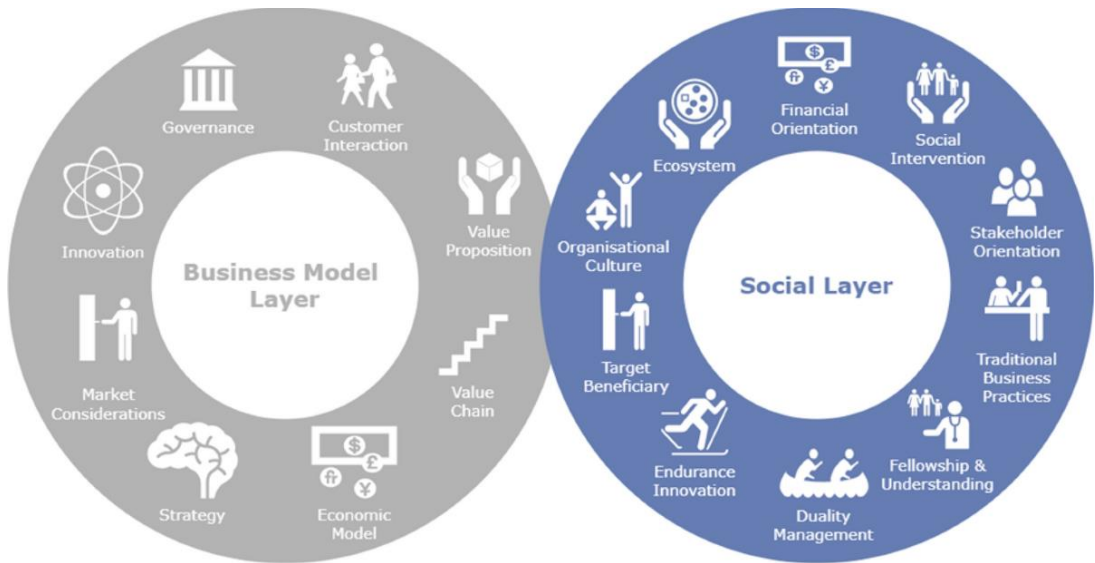 Governance
Customer
Interaction
Innovation
Value
Proposition
Business Model
Layer
Market
Considerations
Value
Chain
Strategy
$
£
Economic
Model
¥
$
£
¥
Financial
Orientation
Social
Intervention
Ecosystem
Stakeholder
Orientation
Organisational
Culture
Social Layer
Target
Beneficiary
Traditional
Business
Practices
Endurance
Innovation
Fellowship &
Understanding
Duality
Management